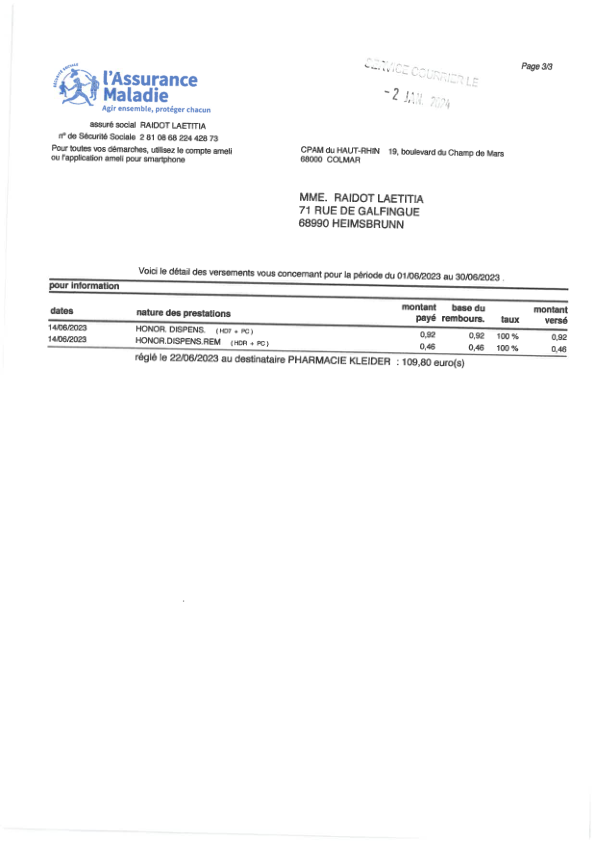 SERVICE COURRIER LE
Page 3/3
SÉCURITÉ SOCIALE
l'Assurance
Maladie
Agir ensemble, protéger chacun
- 2 JAN. 2024
assuré social RAIDOT LAETITIA
n° de Sécurité Sociale 2 81 08 68 224 428 73
Pour toutes vos démarches, utilisez le compte ameli
ou l'application ameli pour smartphone
CPAM du HAUT-RHIN 19, boulevard du Champ de Mars
68000 COLMAR
MME. RAIDOT LAETITIA
71 RUE DE GALFINGUE
68990 HEIMSBRUNN
Voici le détail des versements vous concernant pour la période du 01/06/2023 au 30/06/2023 .
pour information
dates nature des prestations montant payé base du rembours. taux montant versé
14/06/2023 HONOR. DISPENS. (HDT + PC) 0,92 0,92 100 % 0,92
14/06/2023 HONOR.DISPENS.REM (HDR + PC) 0,46 0,46 100 % 0,46
réglé le 22/06/2023 au destinataire PHARMACIE KLEIDER : 109,80 euro(s)